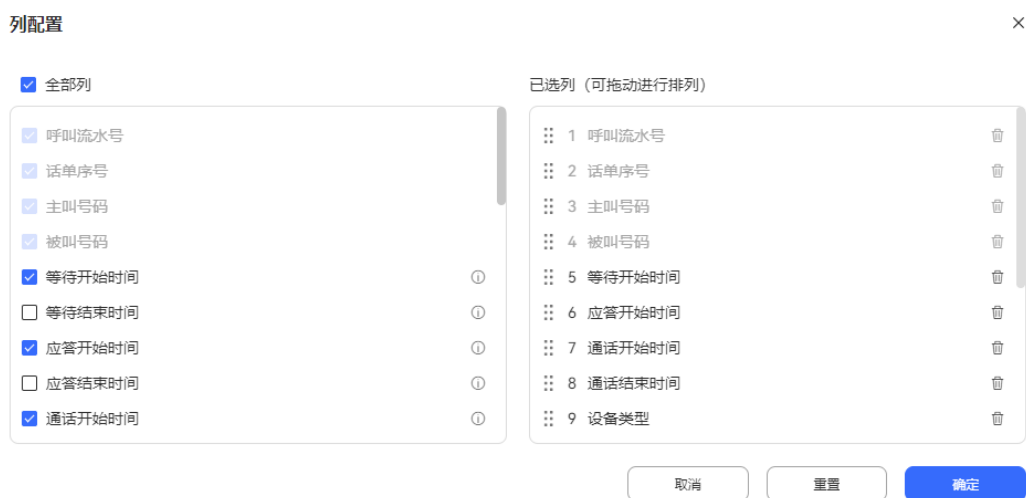 列配置
全部列
呼叫流水号
话单序号
主叫号码
被叫号码
等待开始时间
等待结束时间
应答开始时间
应答结束时间
通话开始时间
已选列（可拖动进行排列）
1 呼叫流水号
2 话单序号
3 主叫号码
4 被叫号码
5 等待开始时间
6 应答开始时间
7 通话开始时间
8 通话结束时间
9 设备类型
取消
重置
确定